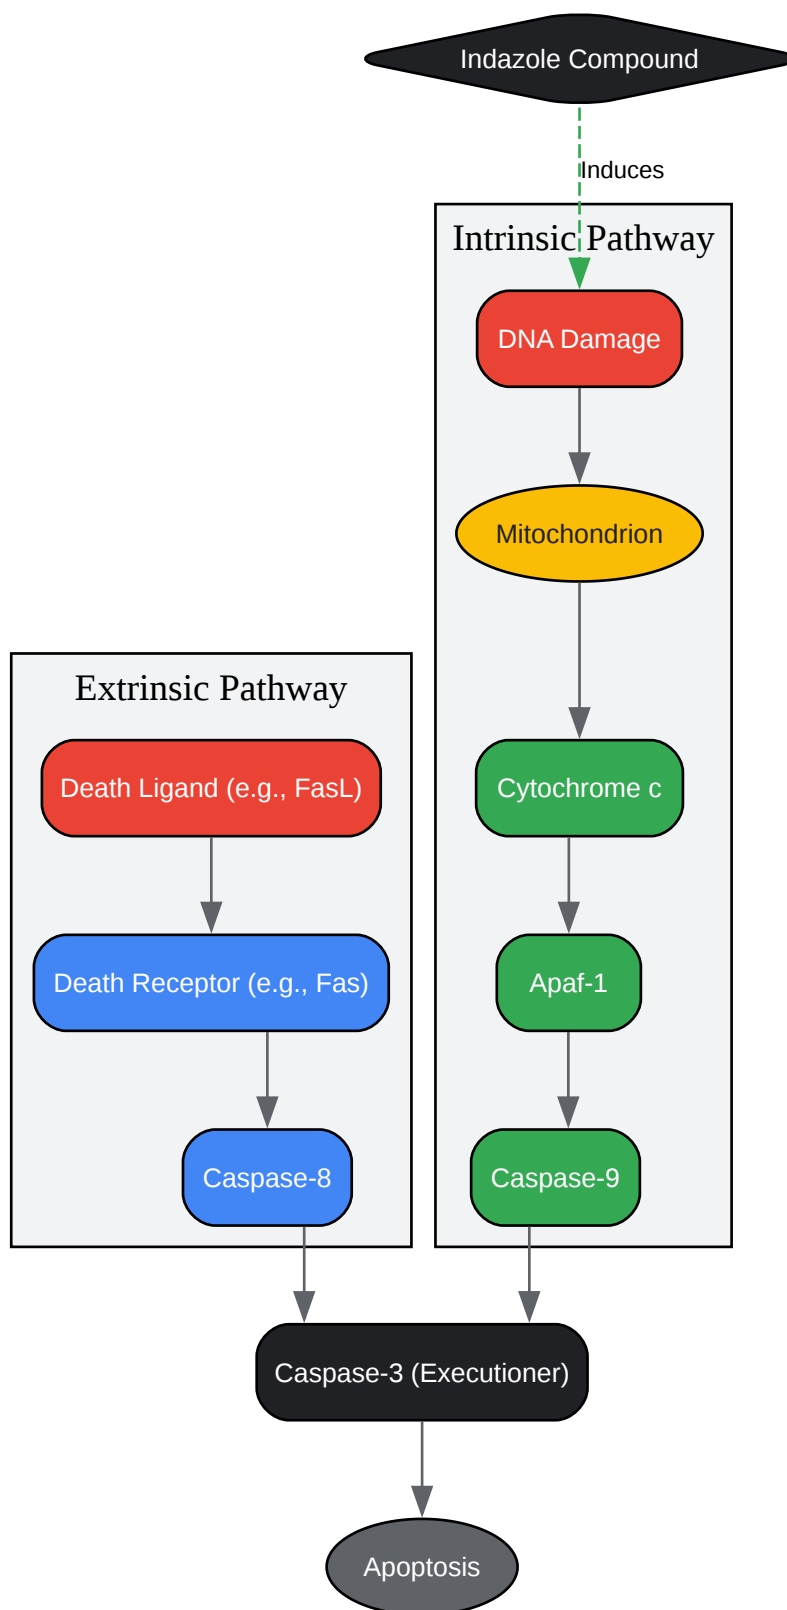 Indazole Compound
Induces
Intrinsic Pathway
DNA Damage
Mitochondrion
Extrinsic Pathway
Death Ligand (e.g., FasL)
Cytochrome c
Death Receptor (e.g., Fas)
Apaf-1
Caspase-8
Caspase-9
Caspase-3 (Executioner)
Apoptosis